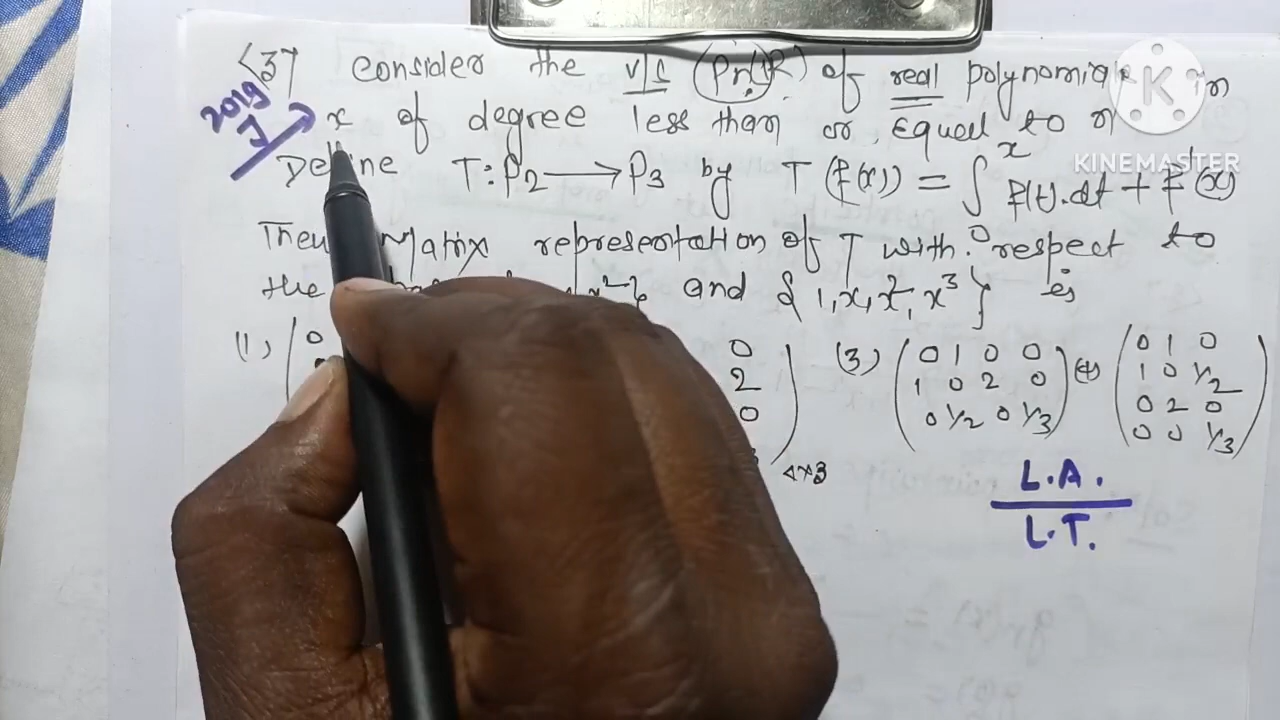 <37 consider the v/s (Pn(R) of real polynomials in
2019
J
x of degree less than or Equal to n
Define T: P2 → P3 by T(f(x)) = ∫₀ˣ f(t).dt + f'(x)
Then Matrix representation of T with respect to
the x²} and {1, x, x², x³} is
(1) 0 0 (3) 0 1 0 0 (4) 0 1 0
2 1 0 2 0 1 0 1/2
0 0 1/2 0 1/3 0 2 0
4x3 0 0 1/3
L.A.
L.T.
K
KINEMASTER